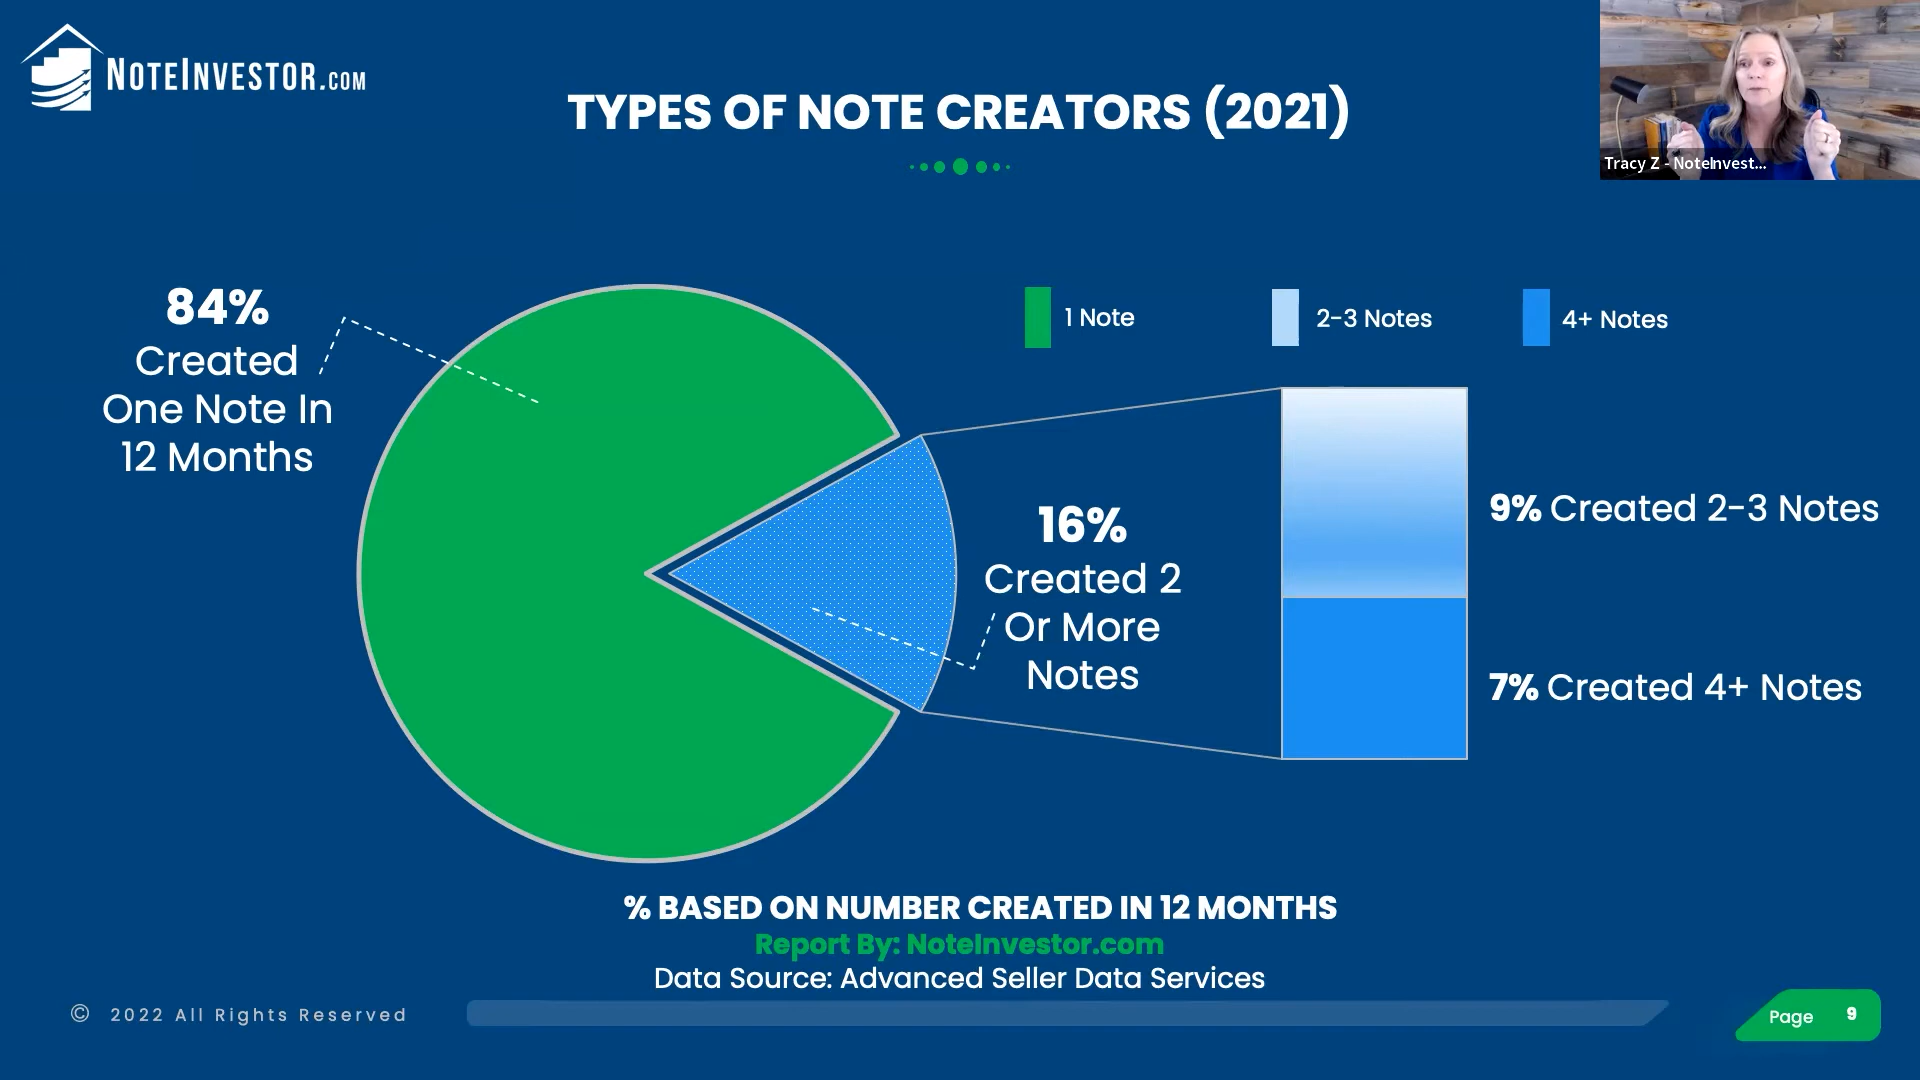 NOTEINVESTOR.COM
TYPES OF NOTE CREATORS (2021)
Tracy Z - NoteInvest...
84%
Created
One Note In
12 Months
1 Note
2-3 Notes
4+ Notes
16%
Created 2
Or More
Notes
9% Created 2-3 Notes
7% Created 4+ Notes
% BASED ON NUMBER CREATED IN 12 MONTHS
Report By: NoteInvestor.com
Data Source: Advanced Seller Data Services
© 2022 All Rights Reserved
Page 9